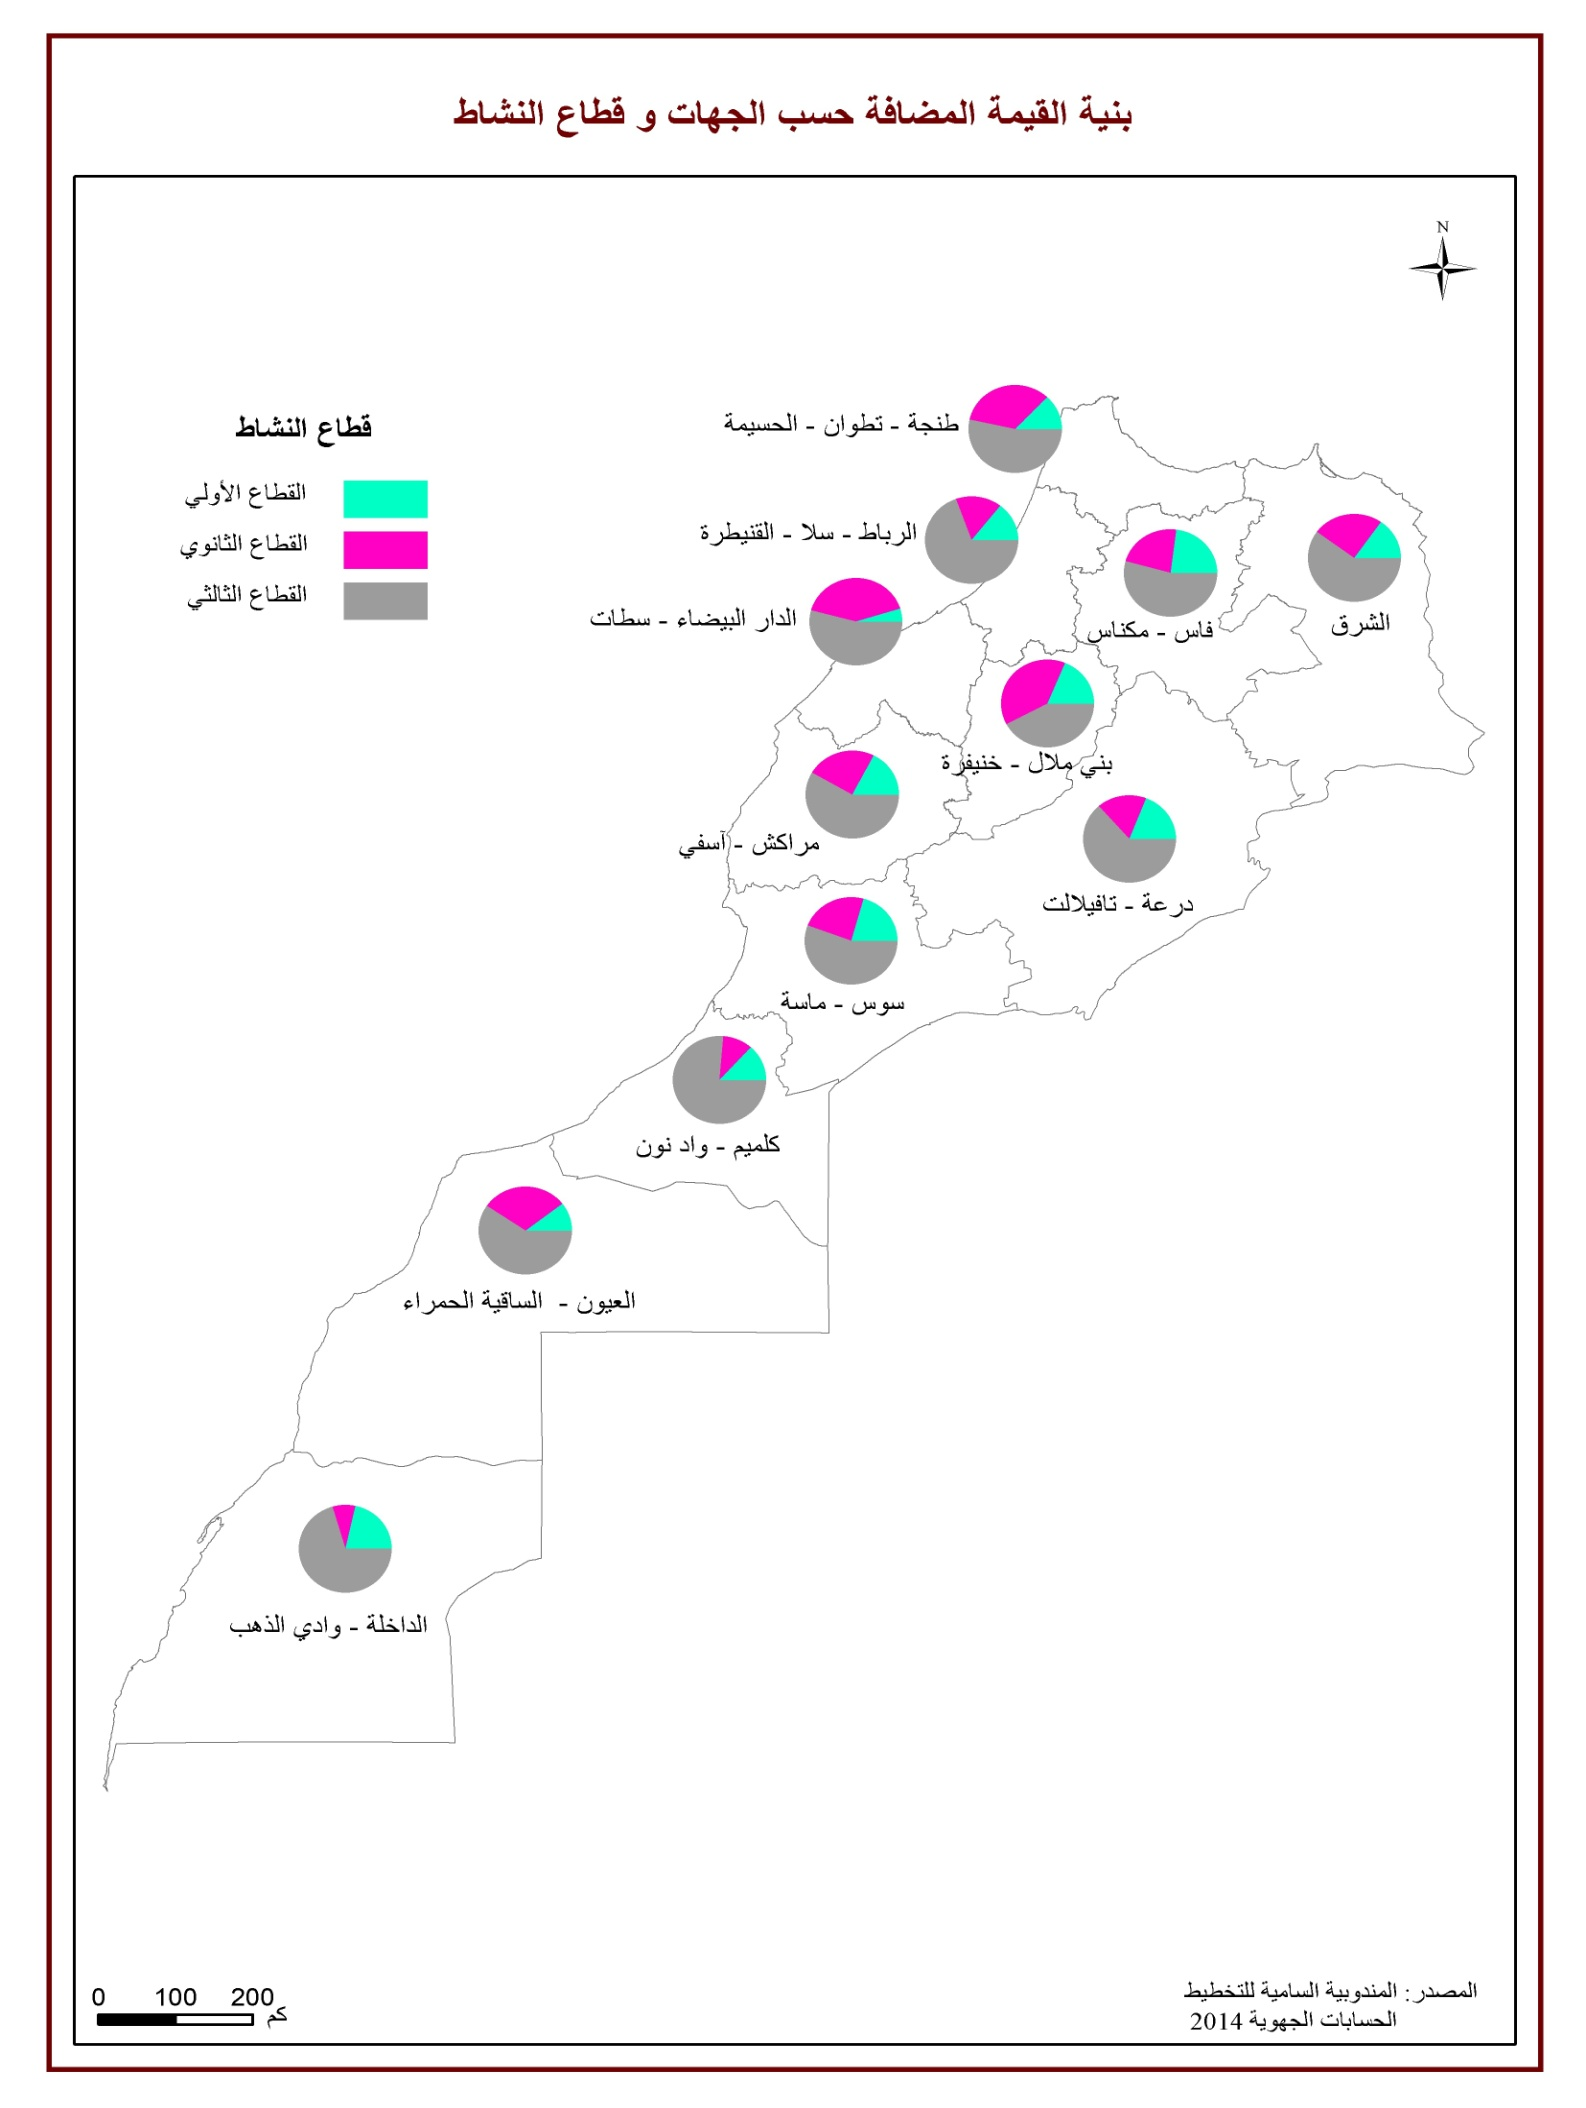 بنية القيمة المضافة حسب الجهات و قطاع النشاط
N
قطاع النشاط
القطاع الأولي
القطاع الثانوي
القطاع الثالثي
طنجة - تطوان - الحسيمة
الرباط - سلا - القنيطرة
الدار البيضاء - سطات
فاس - مكناس
الشرق
بني ملال - خنيفرة
مراكش - آسفي
درعة - تافيلالت
سوس - ماسة
كلميم - واد نون
العيون - الساقية الحمراء
الداخلة - وادي الذهب
0 100 200
كم
المصدر: المندوبية السامية للتخطيط
الحسابات الجهوية 2014